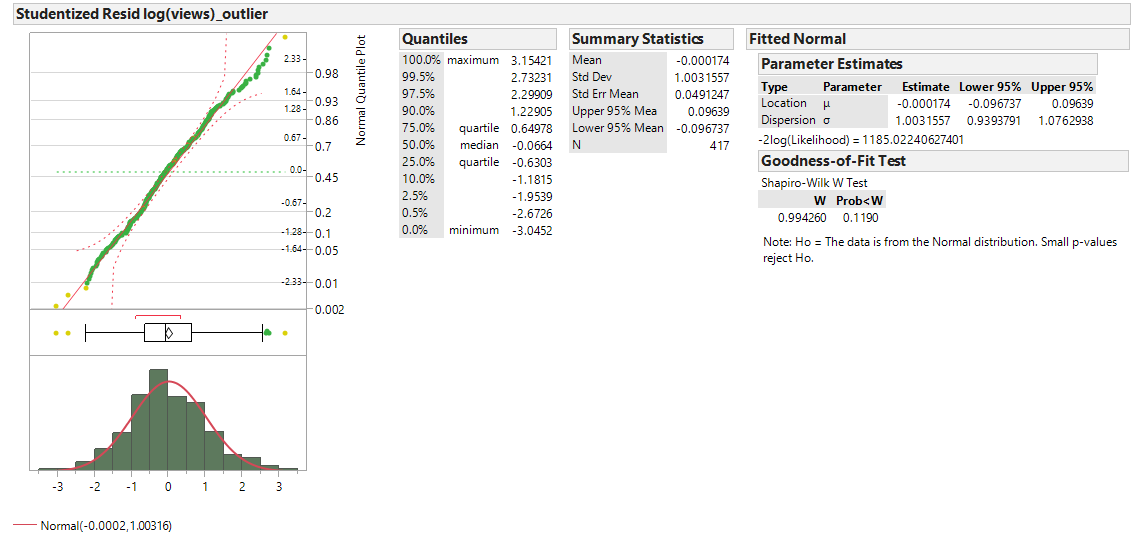 Studentized Resid log(views)_outlier
2.33
1.64
1.28
0.67
0.0
-0.67
-1.28
-1.64
-2.33
0.98
0.93
0.86
0.7
0.45
0.2
0.1
0.05
0.01
0.002
Normal Quantile Plot
-3 -2 -1 0 1 2 3
Normal(-0.0002,1.00316)
Quantiles
100.0% maximum 3.15421
99.5% 2.73231
97.5% 2.29909
90.0% 1.22905
75.0% quartile 0.64978
50.0% median -0.0664
25.0% quartile -0.6303
10.0% -1.1815
2.5% -1.9539
0.5% -2.6726
0.0% minimum -3.0452
Summary Statistics
Mean -0.000174
Std Dev 1.0031557
Std Err Mean 0.0491247
Upper 95% Mea 0.09639
Lower 95% Mean -0.096737
N 417
Fitted Normal
Parameter Estimates
Type Parameter Estimate Lower 95% Upper 95%
Location μ -0.000174 -0.096737 0.09639
Dispersion σ 1.0031557 0.9393791 1.0762938
-2log(Likelihood) = 1185.02240627401
Goodness-of-Fit Test
Shapiro-Wilk W Test
W Prob<W
0.994260 0.1190
Note: Ho = The data is from the Normal distribution. Small p-values
reject Ho.